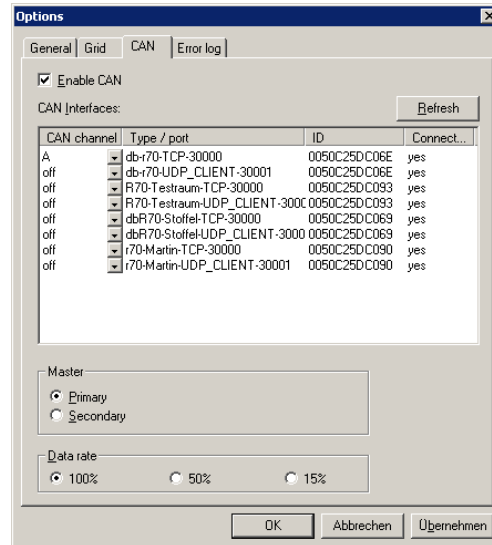 Options
General Grid CAN Error log
Enable CAN
CAN Interfaces: Refresh
CAN channel Type / port ID Connect...
A db-r70-TCP-30000 0050C25DC06E yes
off db-r70-UDP_CLIENT-30001 0050C25DC06E yes
off R70-Testraum-TCP-30000 0050C25DC093 yes
off R70-Testraum-UDP_CLIENT-3000 0050C25DC093 yes
off dbR70-Stoffel-TCP-30000 0050C25DC069 yes
off dbR70-Stoffel-UDP_CLIENT-3000 0050C25DC069 yes
off r70-Martin-TCP-30000 0050C25DC090 yes
off r70-Martin-UDP_CLIENT-30001 0050C25DC090 yes
Master
Primary
Secondary
Data rate
100% 50% 15%
OK Abbrechen Übernehmen